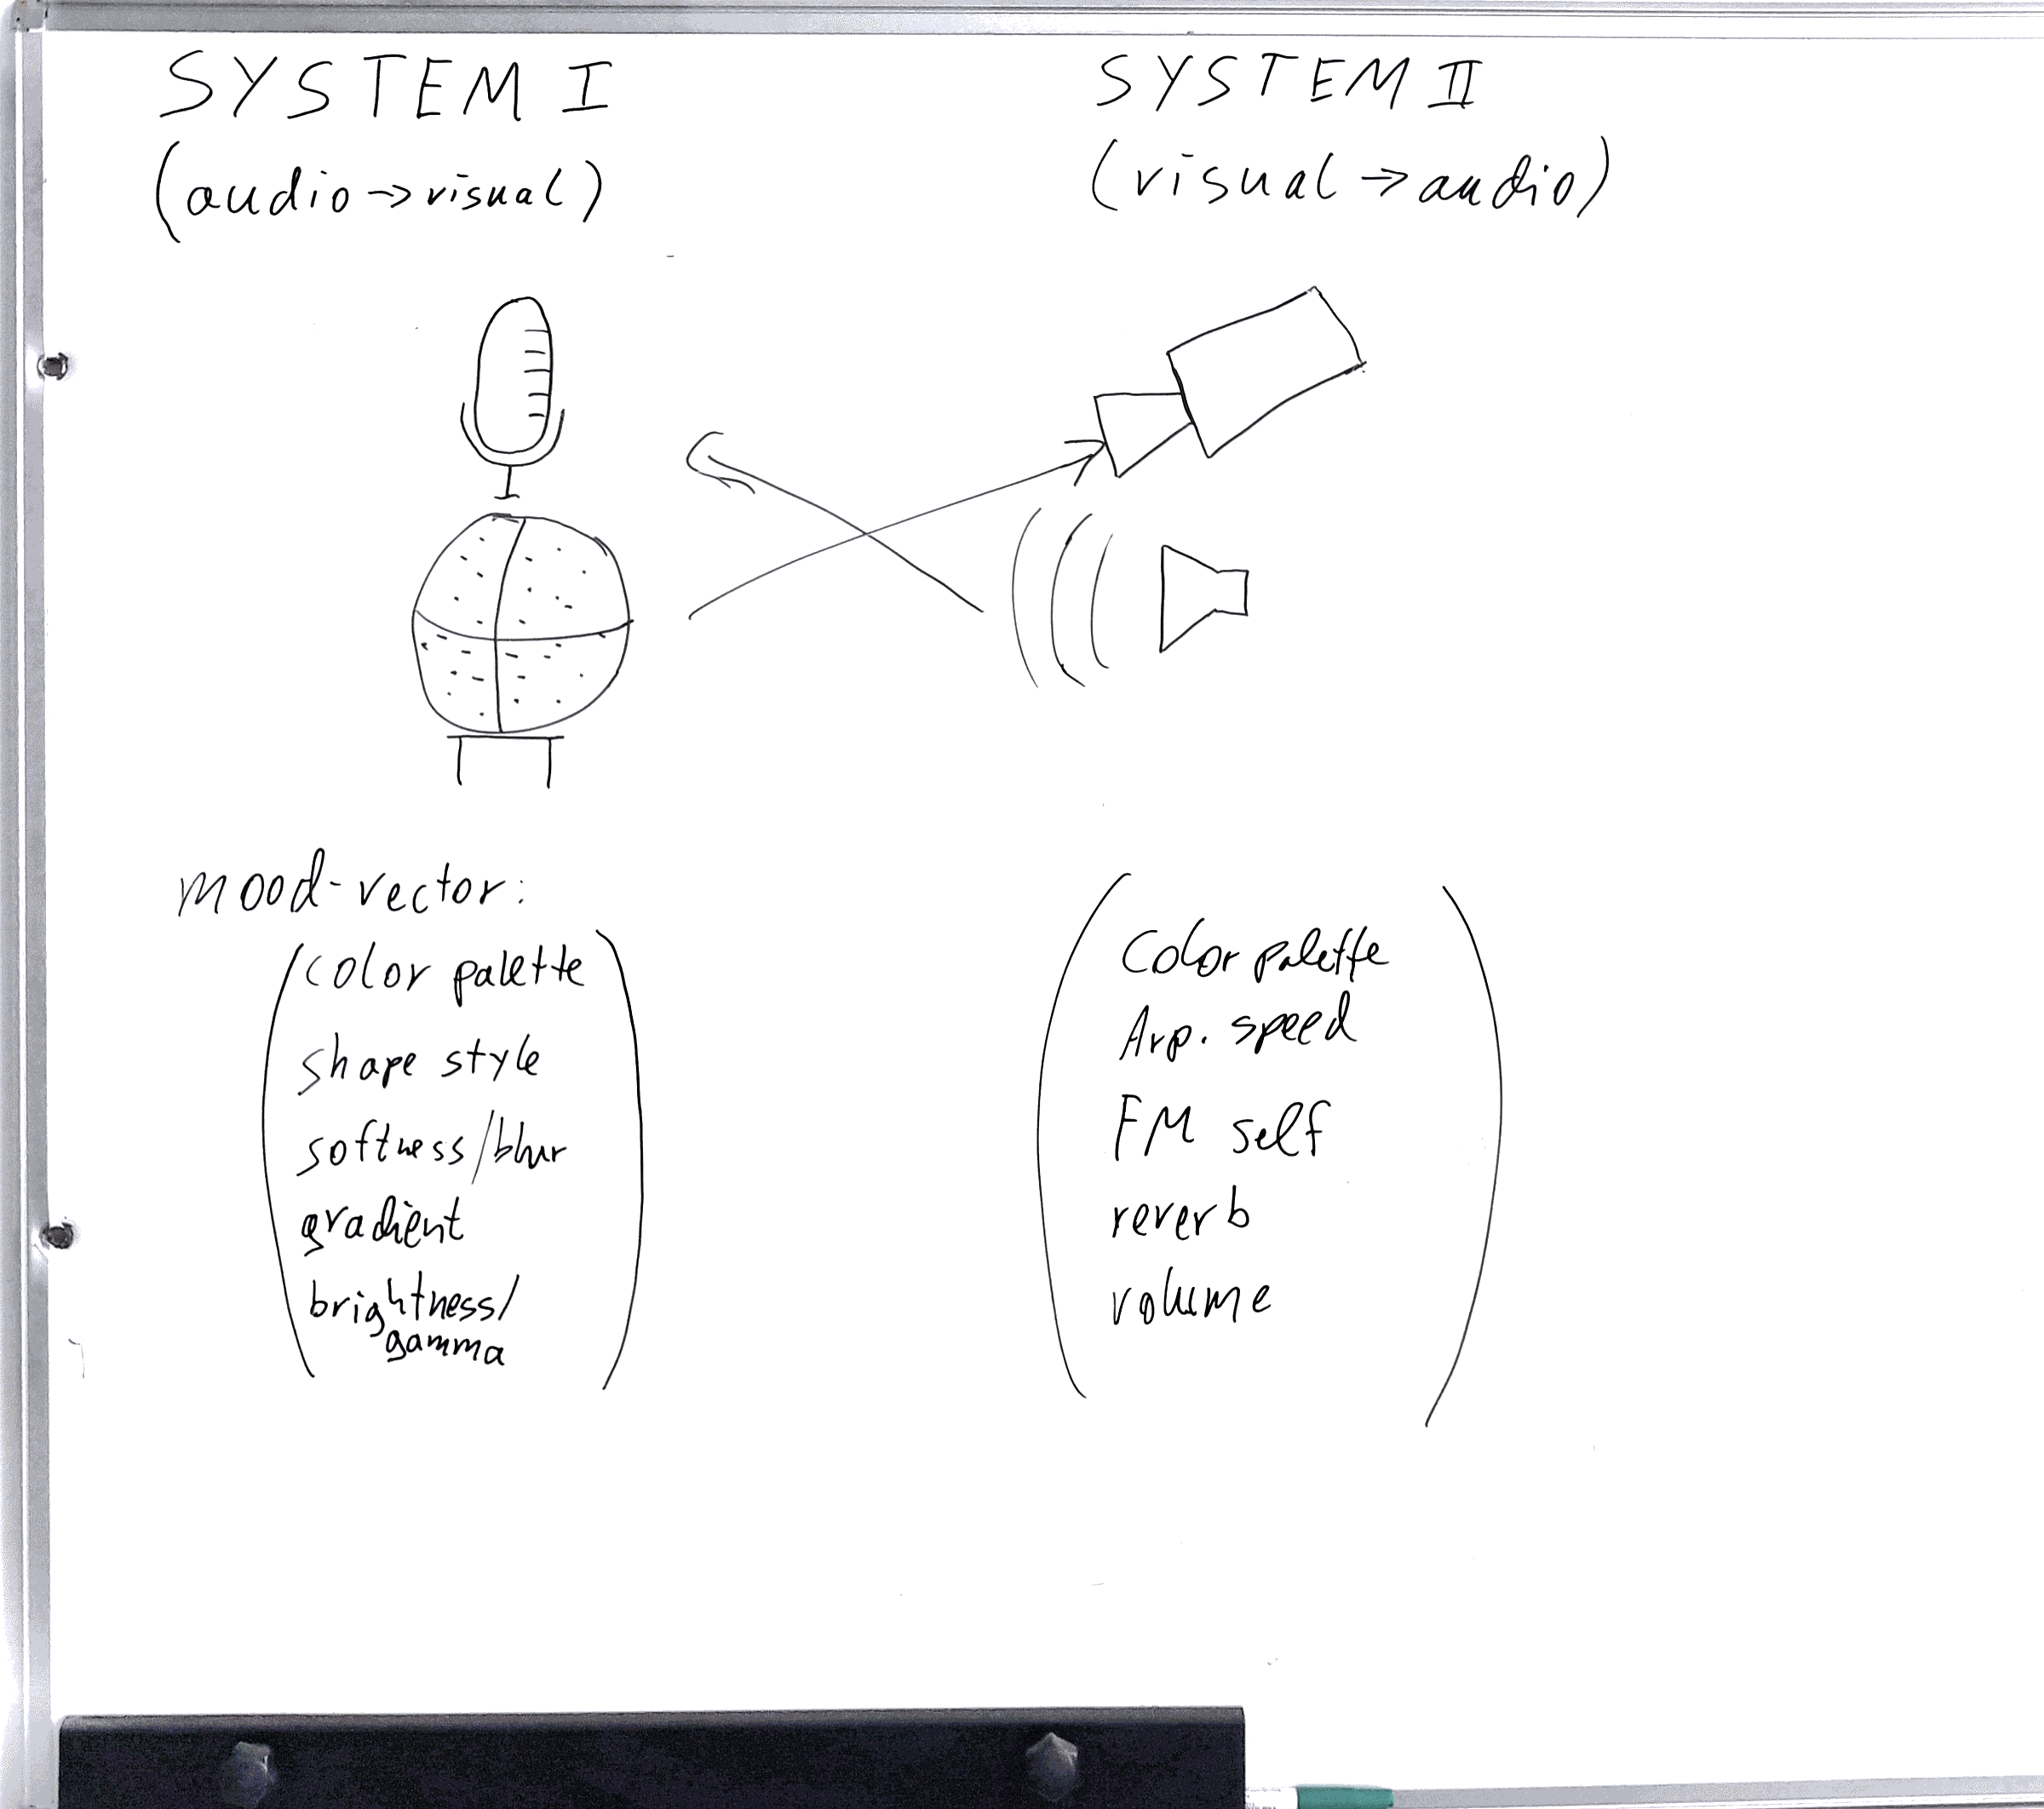 SYSTEM I
(audio → visual)
mood-vector:
color palette
shape style
softness/blur
gradient
brightness/
gamma
SYSTEM II
(visual → audio)
Color palette
Arp. speed
FM self
reverb
volume